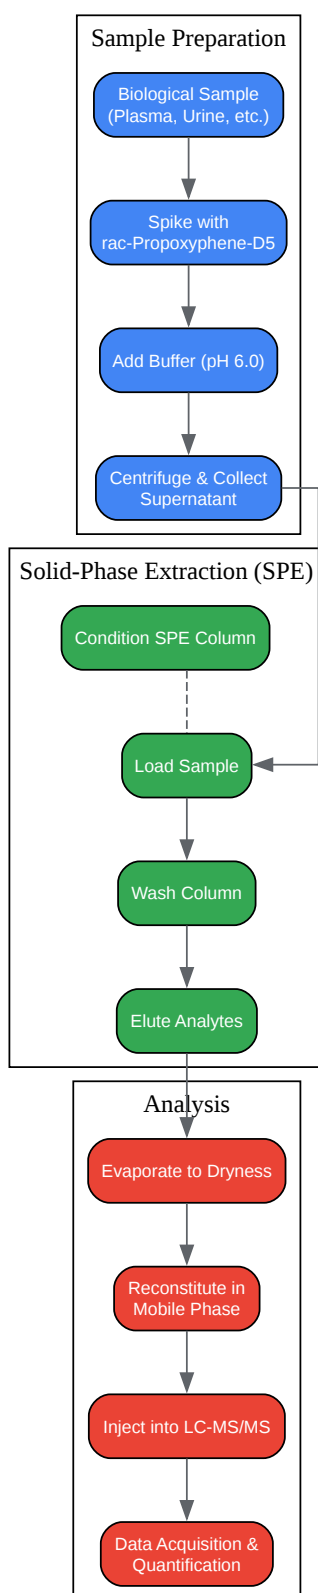 Sample Preparation
Biological Sample
(Plasma, Urine, etc.)
Spike with
rac-Propoxyphene-D5
Add Buffer (pH 6.0)
Centrifuge & Collect
Supernatant
Solid-Phase Extraction (SPE)
Condition SPE Column
Load Sample
Wash Column
Elute Analytes
Analysis
Evaporate to Dryness
Reconstitute in
Mobile Phase
Inject into LC-MS/MS
Data Acquisition &
Quantification